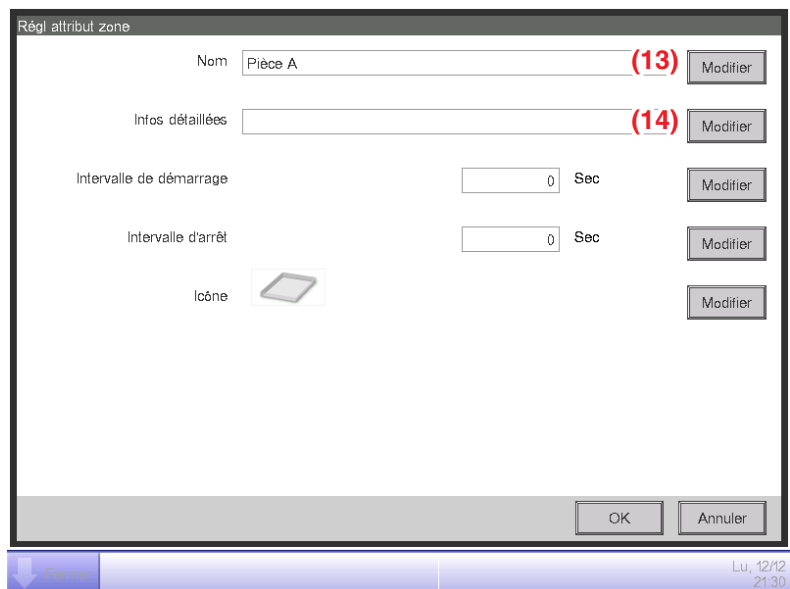 Régl attribut zone
Nom Pièce A (13) Modifier
Infos détaillées (14) Modifier
Intervalle de démarrage 0 Sec Modifier
Intervalle d'arrêt 0 Sec Modifier
Icône Modifier
OK Annuler
Lu, 12/12
21:30